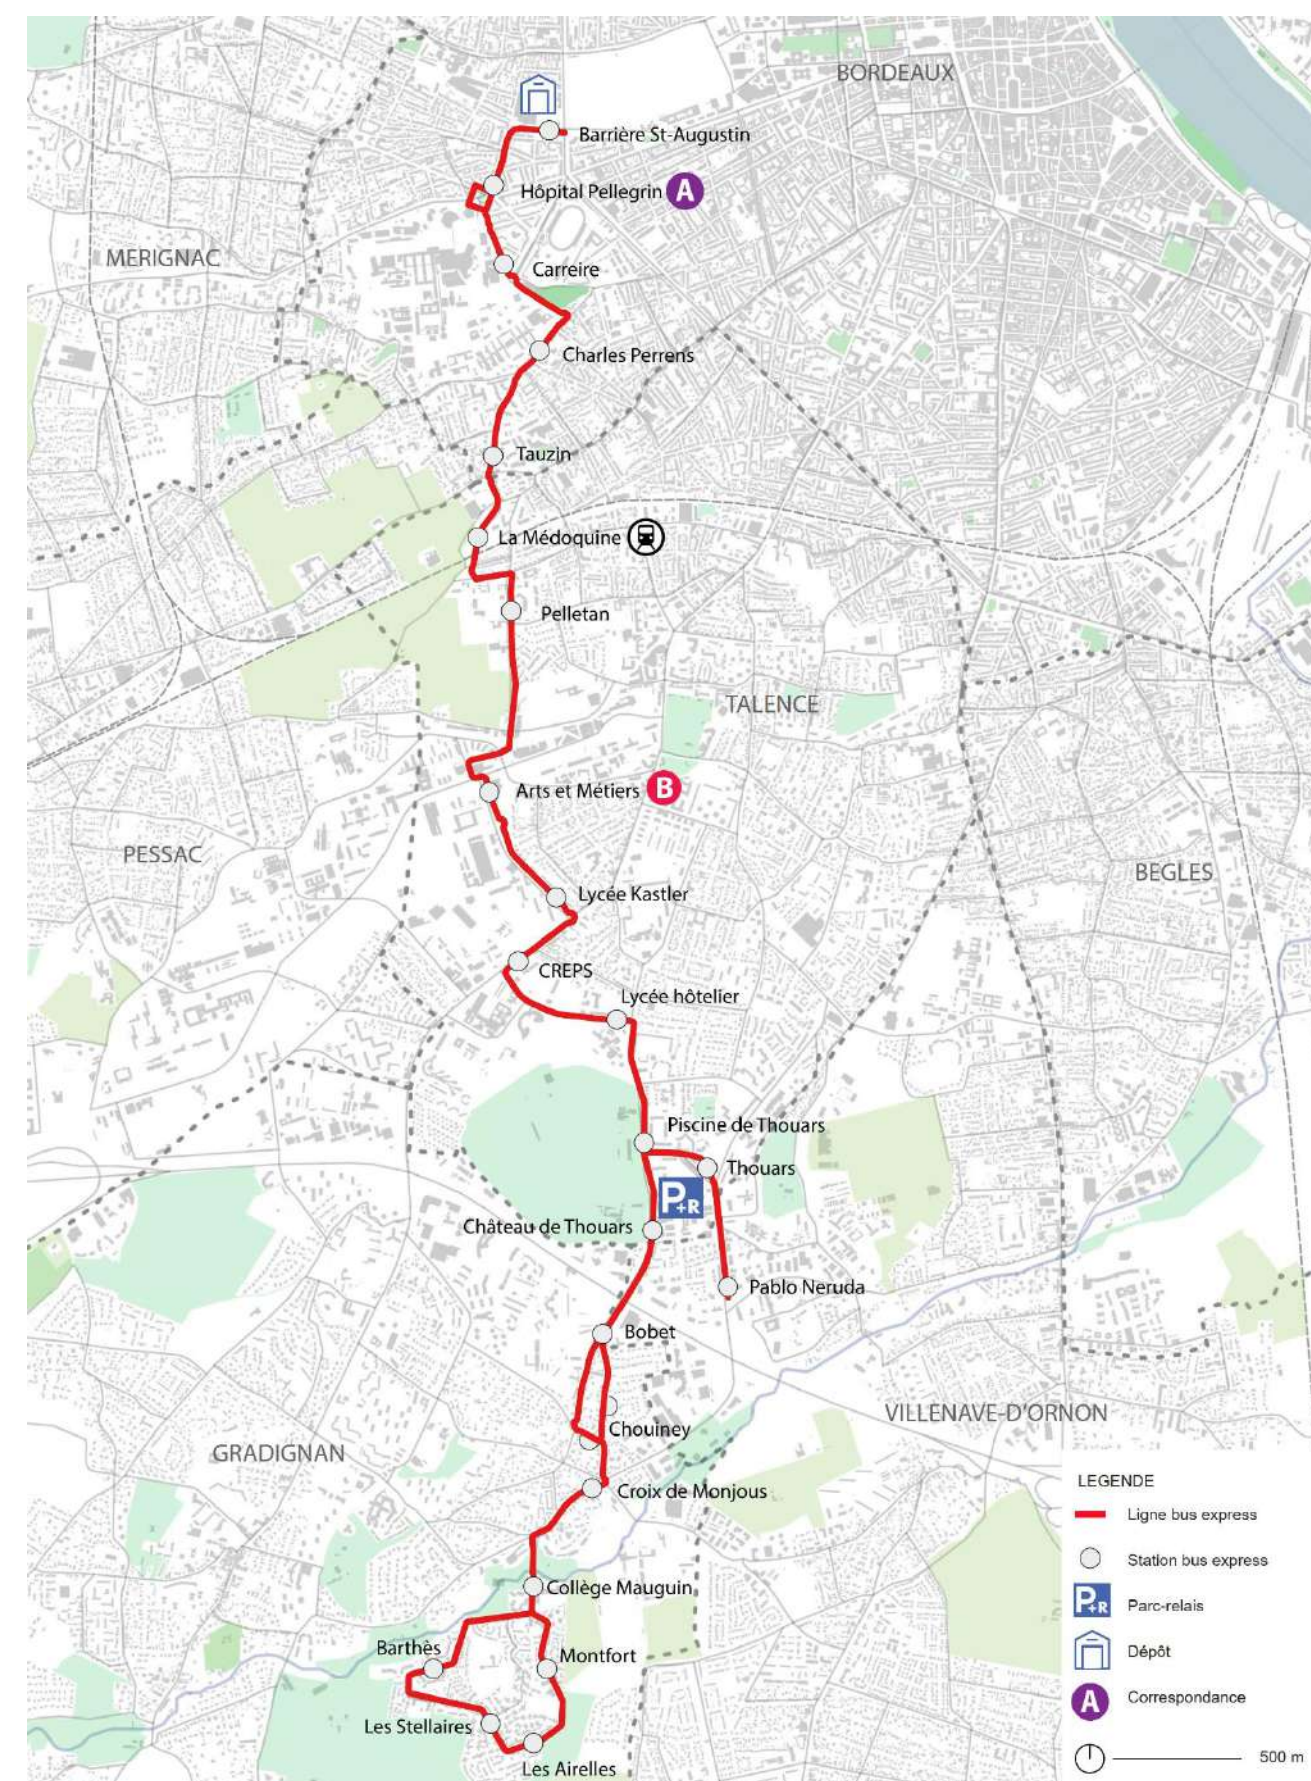 BORDEAUX
Barrière St-Augustin
Hôpital Pellegrin A
MERIGNAC
Carreire
Charles Perrens
Tauzin
La Médoquine
Pelletan
TALENCE
Arts et Métiers B
PESSAC
BEGLES
Lycée Kastler
CREPS
Lycée hôtelier
Piscine de Thouars
Thouars
P+R
Château de Thouars
Pablo Neruda
Bobet
VILLENAVE-D'ORNON
Chouiney
GRADIGNAN
Croix de Monjous
Collège Mauguin
Barthès
Montfort
Les Stellaires
Les Airelles
LEGENDE
Ligne bus express
Station bus express
P+R Parc-relais
Dépôt
A Correspondance
500 m